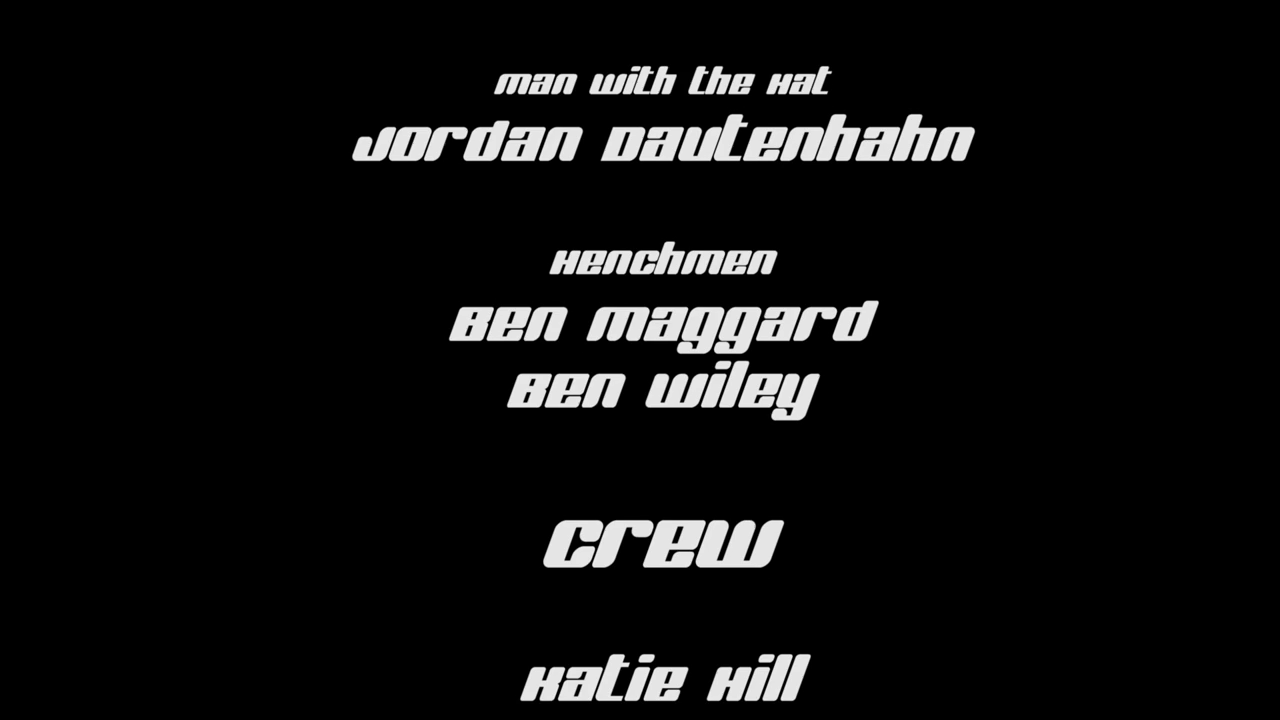 Man with the Hat
Jordan Dautenhahn
Henchmen
Ben Maggard
Ben Wiley
Crew
Katie Hill